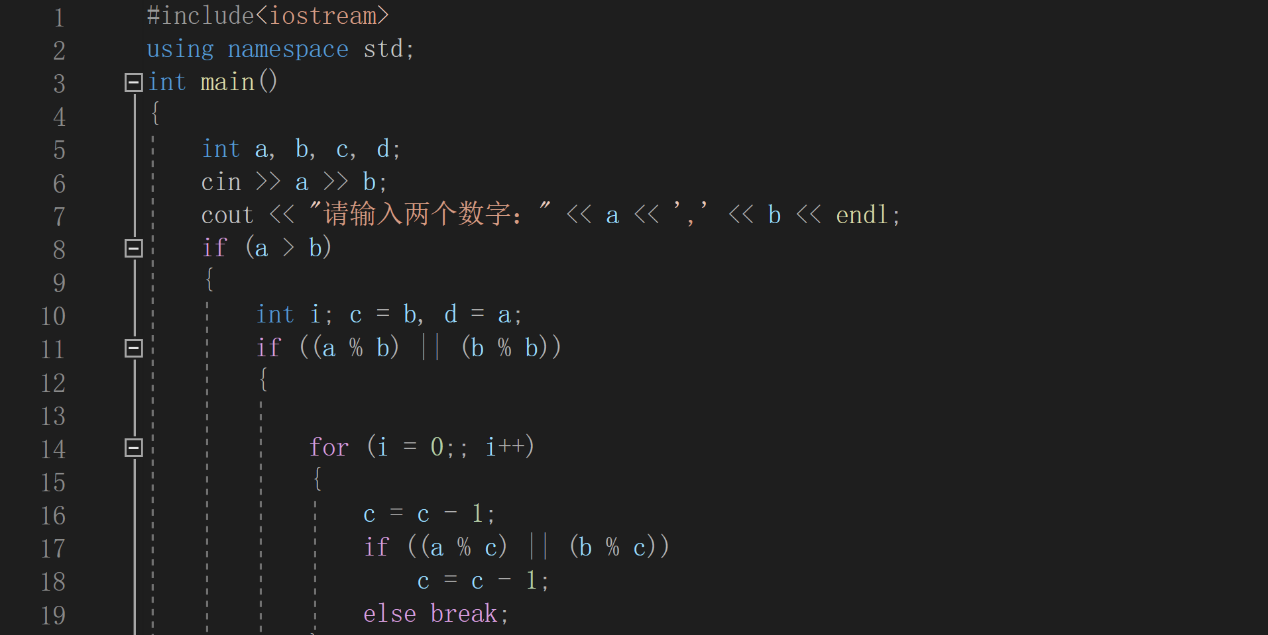 1 #include<iostream>
2 using namespace std;
3 int main()
4 {
5 int a, b, c, d;
6 cin >> a >> b;
7 cout << "请输入两个数字：" << a << ',' << b << endl;
8 if (a > b)
9 {
10 int i; c = b, d = a;
11 if ((a % b) || (b % b))
12 {
13
14 for (i = 0;; i++)
15 {
16 c = c - 1;
17 if ((a % c) || (b % c))
18 c = c - 1;
19 else break;